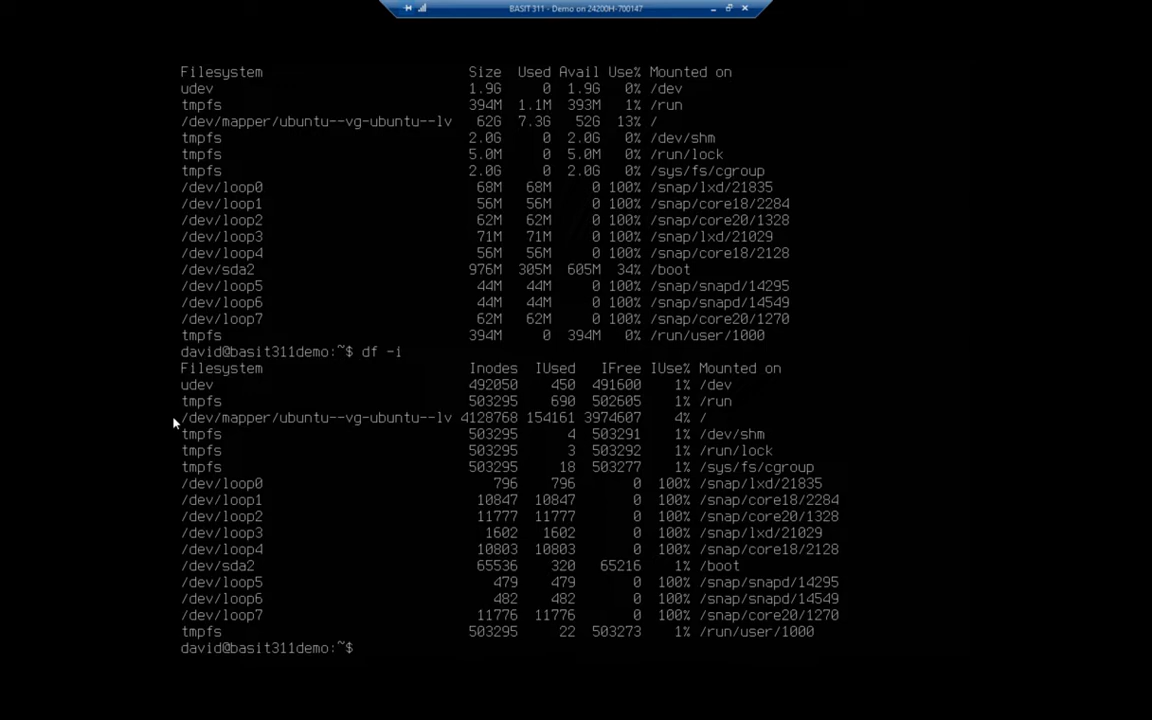 BASIT 311 - Demo on 24200H-700147
Filesystem Size Used Avail Use% Mounted on
udev 1.9G 0 1.9G 0% /dev
tmpfs 394M 1.1M 393M 1% /run
/dev/mapper/ubuntu--vg-ubuntu--lv 62G 7.3G 52G 13% /
tmpfs 2.0G 0 2.0G 0% /dev/shm
tmpfs 5.0M 0 5.0M 0% /run/lock
tmpfs 2.0G 0 2.0G 0% /sys/fs/cgroup
/dev/loop0 68M 68M 0 100% /snap/lxd/21835
/dev/loop1 56M 56M 0 100% /snap/core18/2284
/dev/loop2 62M 62M 0 100% /snap/core20/1328
/dev/loop3 71M 71M 0 100% /snap/lxd/21029
/dev/loop4 56M 56M 0 100% /snap/core18/2128
/dev/sda2 976M 305M 605M 34% /boot
/dev/loop5 44M 44M 0 100% /snap/snapd/14295
/dev/loop6 44M 44M 0 100% /snap/snapd/14549
/dev/loop7 62M 62M 0 100% /snap/core20/1270
tmpfs 394M 0 394M 0% /run/user/1000
david@basit311demo:~$ df -i
Filesystem Inodes IUsed IFree IUse% Mounted on
udev 492050 450 491600 1% /dev
tmpfs 503295 690 502605 1% /run
/dev/mapper/ubuntu--vg-ubuntu--lv 4128768 154161 3974607 4% /
tmpfs 503295 4 503291 1% /dev/shm
tmpfs 503295 3 503292 1% /run/lock
tmpfs 503295 18 503277 1% /sys/fs/cgroup
/dev/loop0 796 796 0 100% /snap/lxd/21835
/dev/loop1 10847 10847 0 100% /snap/core18/2284
/dev/loop2 11777 11777 0 100% /snap/core20/1328
/dev/loop3 1602 1602 0 100% /snap/lxd/21029
/dev/loop4 10803 10803 0 100% /snap/core18/2128
/dev/sda2 65536 320 65216 1% /boot
/dev/loop5 479 479 0 100% /snap/snapd/14295
/dev/loop6 482 482 0 100% /snap/snapd/14549
/dev/loop7 11776 11776 0 100% /snap/core20/1270
tmpfs 503295 22 503273 1% /run/user/1000
david@basit311demo:~$